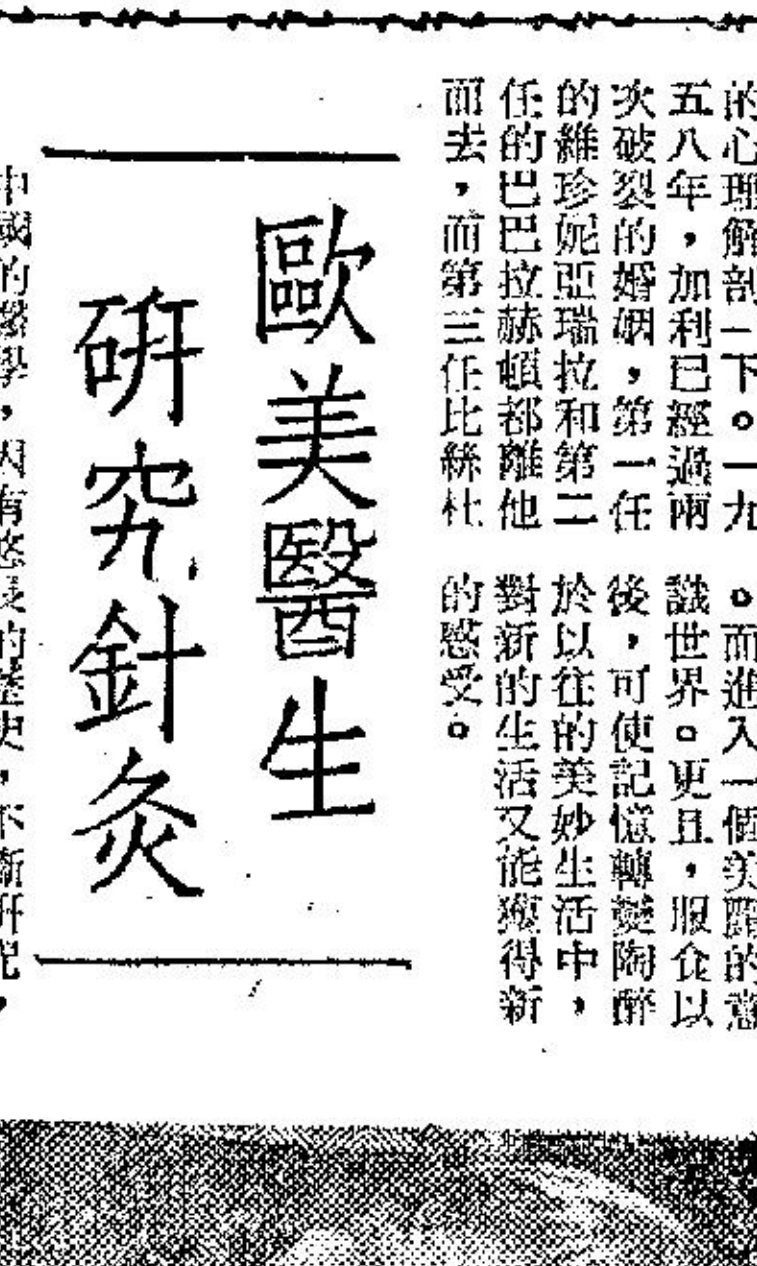 的心理解剖一下。一九
五八年，加利已經過兩
次破裂的婚姻，第一任
的維珍妮亞瑞拉和第二
任的巴巴拉赫頓都離他
而去，而第三任比絲杜
。而進入一個美麗的意
識世界。更且，服食以
後，可使記憶轉變陶醉
於以往的美妙生活中，
對新的生活又能獲得新
的感受。
歐美醫生
研究針灸
中國的醫學，因有悠長的歷史，不斷研究，